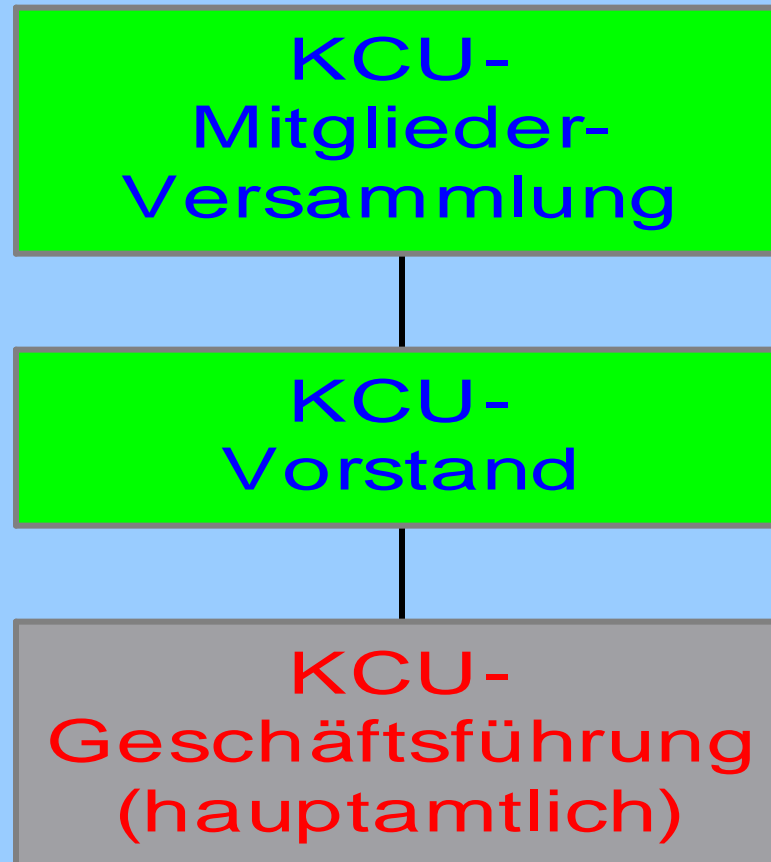 KCU-
Mitglieder-
Versammlung
KCU-
Vorstand
KCU-
Geschäftsführung
(hauptamtlich)